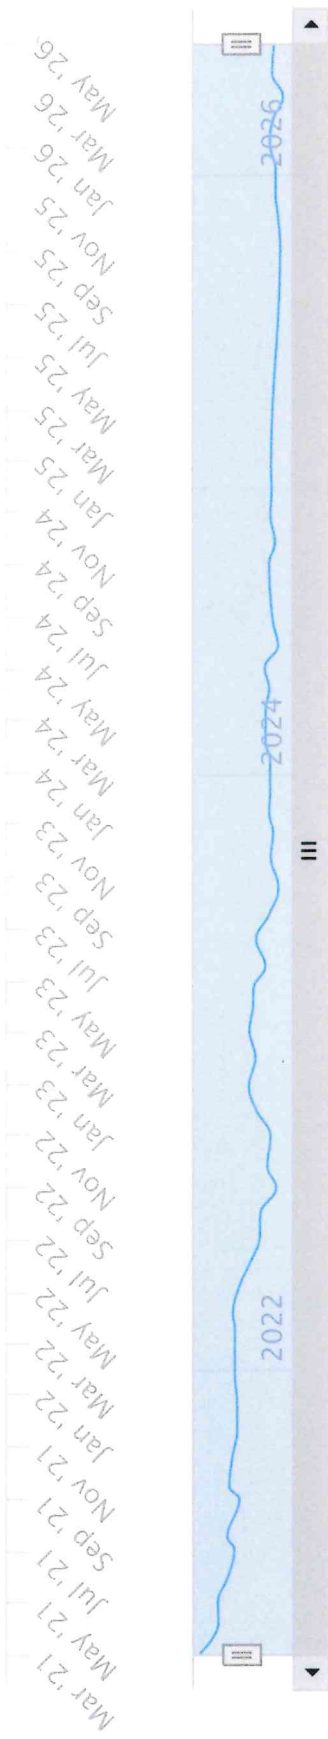 Mar '21
May '21
Jul '21
Sep '21
Nov '21
Jan '22
Mar '22
May '22
Jul '22
Sep '22
Nov '22
Jan '23
Mar '23
May '23
Jul '23
Sep '23
Nov '23
Jan '24
Mar '24
May '24
Jul '24
Sep '24
Nov '24
Jan '25
Mar '25
May '25
Jul '25
Sep '25
Nov '25
Jan '26
Mar '26
May '26
2022
2024
2026